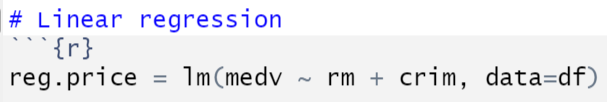 # Linear regression
```{r}
reg.price = lm(medv ~ rm + crim, data=df)